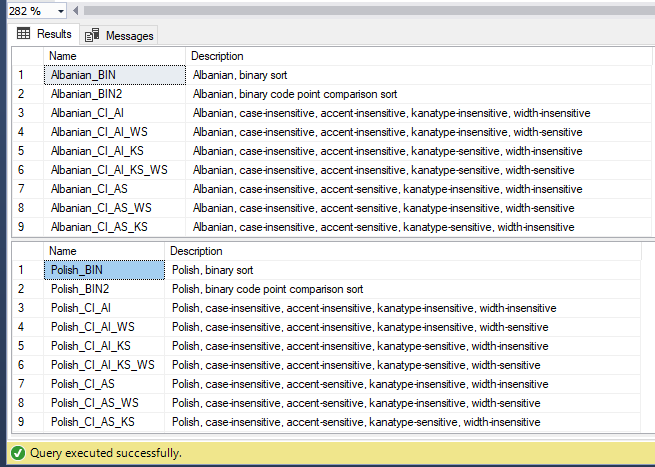 282 %
Results Messages
Name Description
1 Albanian_BIN Albanian, binary sort
2 Albanian_BIN2 Albanian, binary code point comparison sort
3 Albanian_CI_AI Albanian, case-insensitive, accent-insensitive, kanatype-insensitive, width-insensitive
4 Albanian_CI_AI_WS Albanian, case-insensitive, accent-insensitive, kanatype-insensitive, width-sensitive
5 Albanian_CI_AI_KS Albanian, case-insensitive, accent-insensitive, kanatype-sensitive, width-insensitive
6 Albanian_CI_AI_KS_WS Albanian, case-insensitive, accent-insensitive, kanatype-sensitive, width-sensitive
7 Albanian_CI_AS Albanian, case-insensitive, accent-sensitive, kanatype-insensitive, width-insensitive
8 Albanian_CI_AS_WS Albanian, case-insensitive, accent-sensitive, kanatype-insensitive, width-sensitive
9 Albanian_CI_AS_KS Albanian, case-insensitive, accent-sensitive, kanatype-sensitive, width-insensitive
Name Description
1 Polish_BIN Polish, binary sort
2 Polish_BIN2 Polish, binary code point comparison sort
3 Polish_CI_AI Polish, case-insensitive, accent-insensitive, kanatype-insensitive, width-insensitive
4 Polish_CI_AI_WS Polish, case-insensitive, accent-insensitive, kanatype-insensitive, width-sensitive
5 Polish_CI_AI_KS Polish, case-insensitive, accent-insensitive, kanatype-sensitive, width-insensitive
6 Polish_CI_AI_KS_WS Polish, case-insensitive, accent-insensitive, kanatype-sensitive, width-sensitive
7 Polish_CI_AS Polish, case-insensitive, accent-sensitive, kanatype-insensitive, width-insensitive
8 Polish_CI_AS_WS Polish, case-insensitive, accent-sensitive, kanatype-insensitive, width-sensitive
9 Polish_CI_AS_KS Polish, case-insensitive, accent-sensitive, kanatype-sensitive, width-insensitive
Query executed successfully.